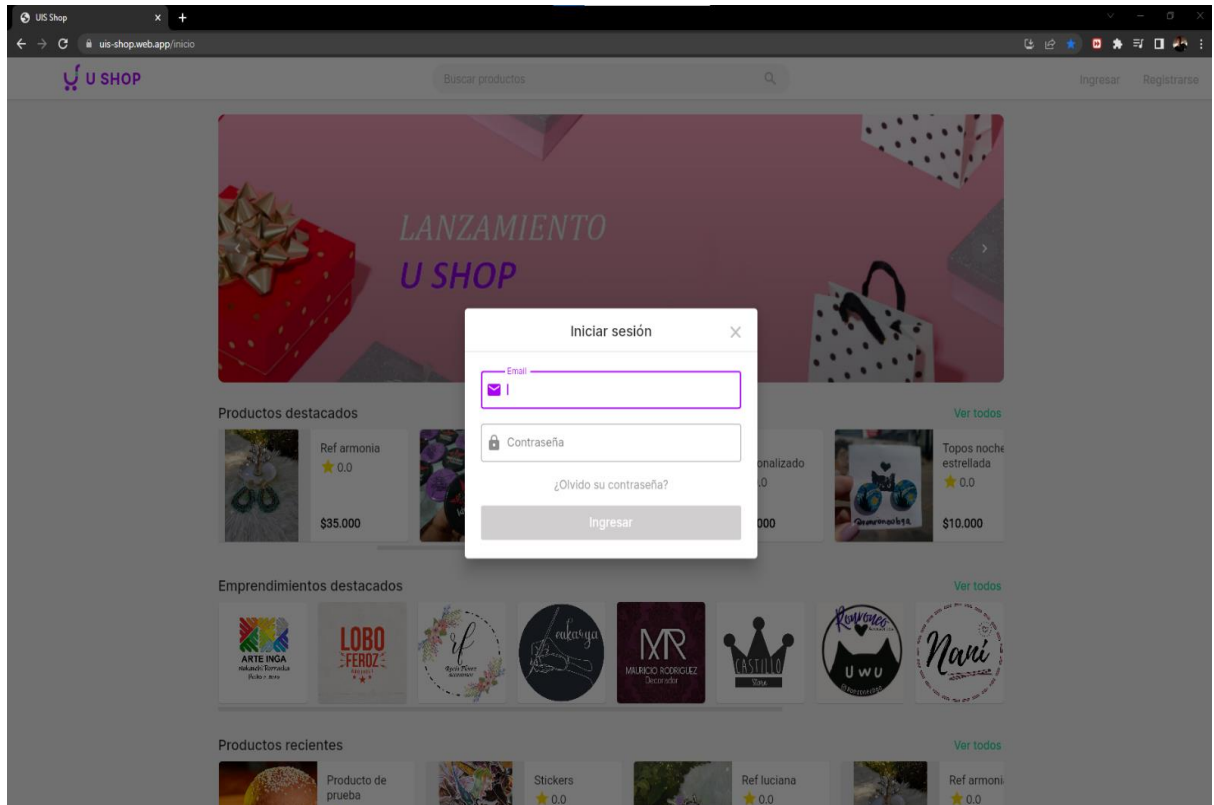 UIS Shop
uis-shop.web.app/inicio
U SHOP
Buscar productos
Ingresar
Registrarse
LANZAMIENTO
U SHOP
Iniciar sesión
Email
Contraseña
¿Olvido su contraseña?
Ingresar
Productos destacados
Ver todos
Ref armonia
0.0
$35.000
onalizado
.0
000
Topos noche
estrellada
0.0
$10.000
Emprendimientos destacados
Ver todos
ARTE INGA
LOBO
FEROZ
MR
MAURICIO RODRIGUEZ
Decorador
CASTILLO
Store
UWU
Nani
Productos recientes
Ver todos
Producto de
prueba
Stickers
0.0
Ref luciana
0.0
Ref armoni
0.0